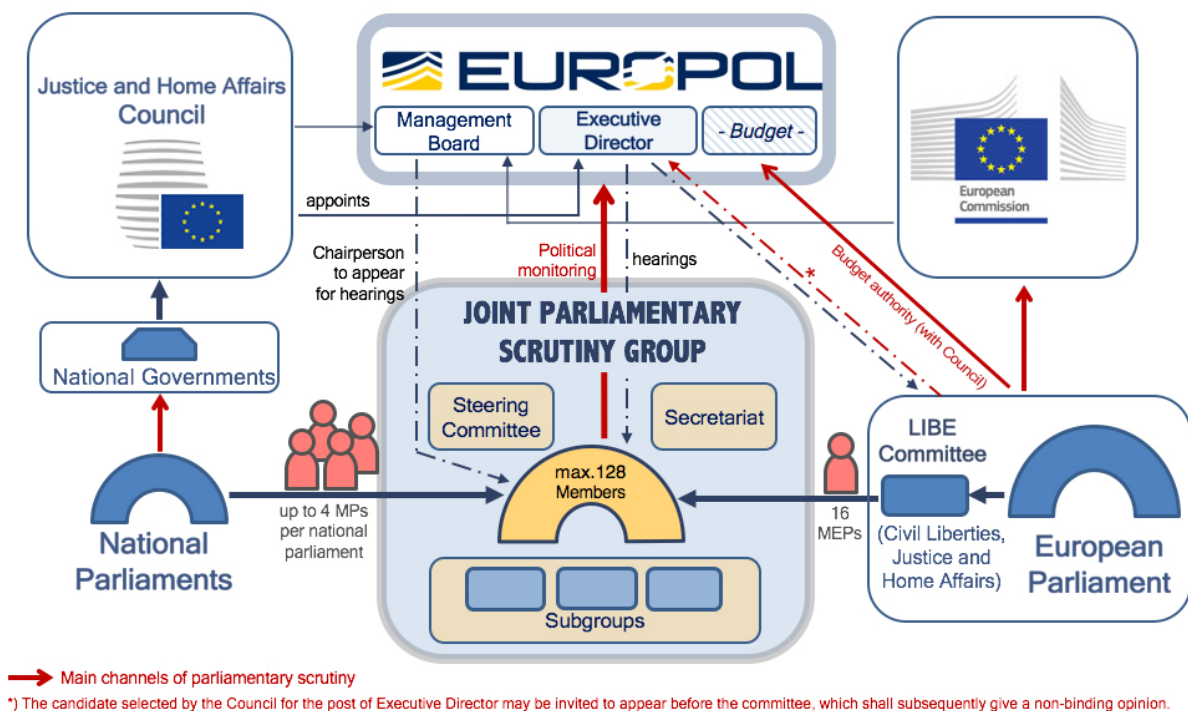 Justice and Home Affairs
Council
EUROPOL
Management
Board
Executive
Director
- Budget -
European
Commission
appoints
Chairperson
to appear
for hearings
Political
monitoring
hearings
*
Budget authority (with Council)
National Governments
JOINT PARLIAMENTARY
SCRUTINY GROUP
Steering
Committee
Secretariat
max.128
Members
up to 4 MPs
per national
parliament
16
MEPs
LIBE
Committee
(Civil Liberties,
Justice and
Home Affairs)
National
Parliaments
European
Parliament
Subgroups
Main channels of parliamentary scrutiny
*) The candidate selected by the Council for the post of Executive Director may be invited to appear before the committee, which shall subsequently give a non-binding opinion.